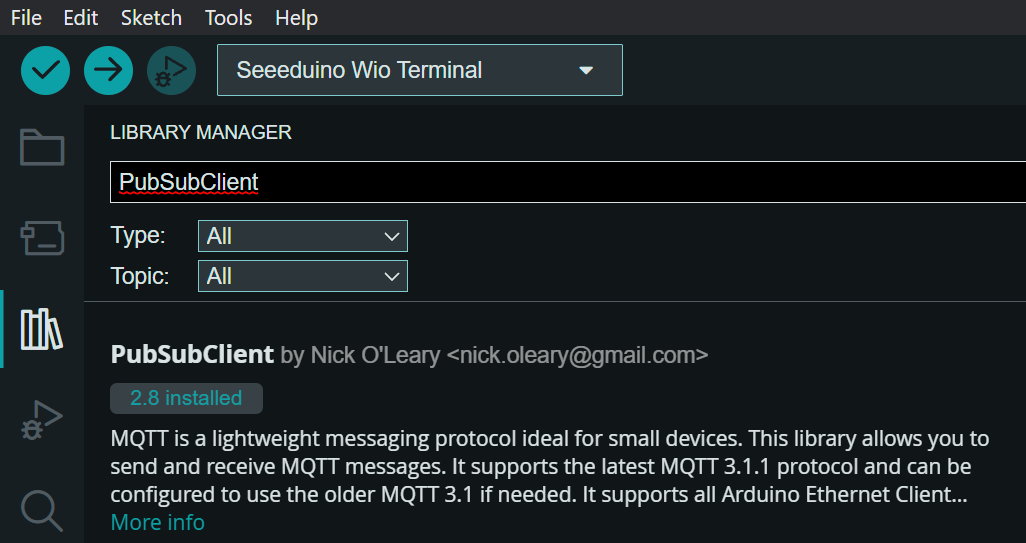 File Edit Sketch Tools Help
Seeeduino Wio Terminal
LIBRARY MANAGER
PubSubClient
Type: All
Topic: All
PubSubClient by Nick O'Leary <nick.oleary@gmail.com>
2.8 installed
MQTT is a lightweight messaging protocol ideal for small devices. This library allows you to
send and receive MQTT messages. It supports the latest MQTT 3.1.1 protocol and can be
configured to use the older MQTT 3.1 if needed. It supports all Arduino Ethernet Client...
More info